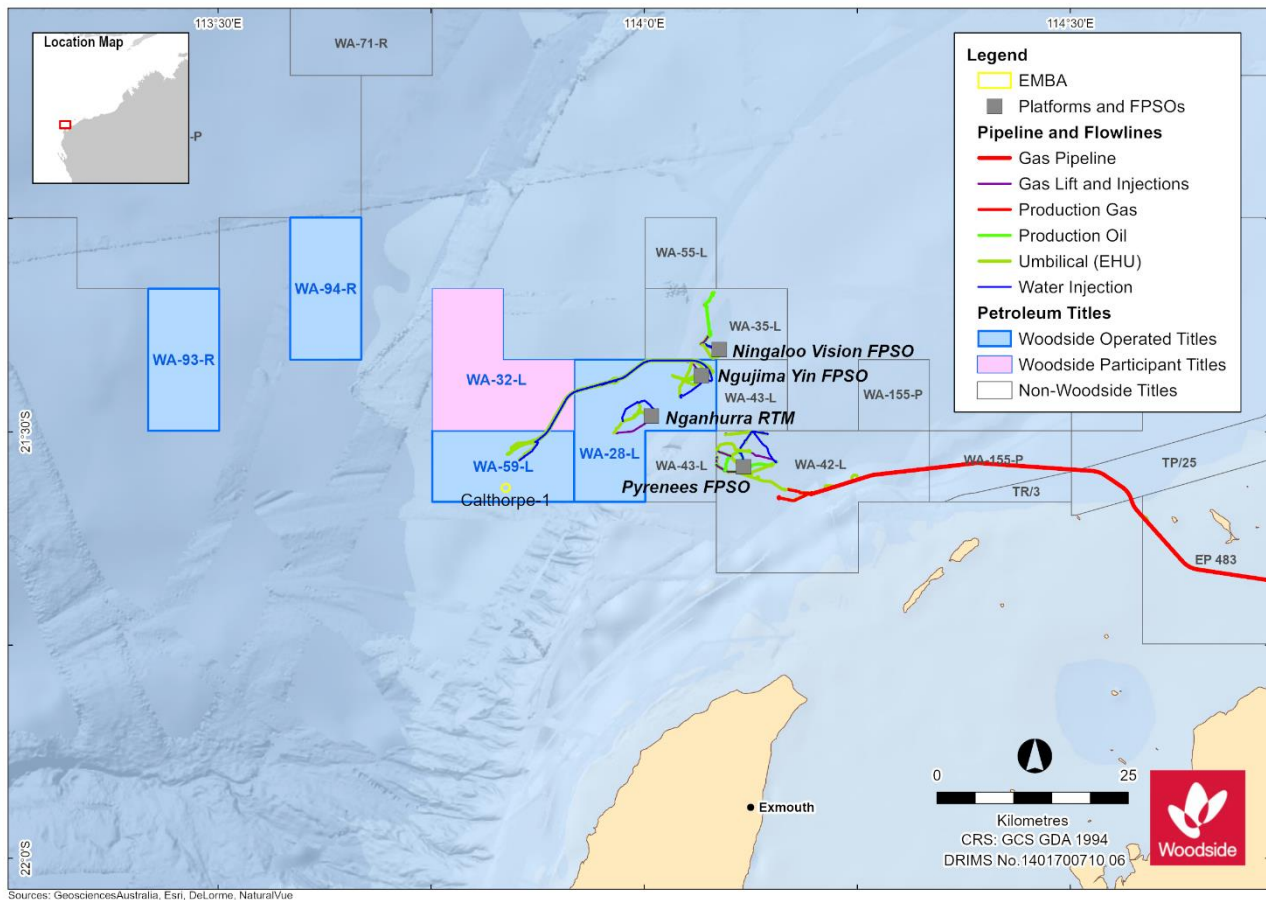 113°30'E
114°0'E
114°30'E
Location Map
-P
WA-71-R
Legend
EMBA
Platforms and FPSOs
Pipeline and Flowlines
Gas Pipeline
Gas Lift and Injections
Production Gas
Production Oil
Umbilical (EHU)
Water Injection
Petroleum Titles
Woodside Operated Titles
Woodside Participant Titles
Non-Woodside Titles
WA-94-R
WA-55-L
WA-93-R
WA-35-L
Ningaloo Vision FPSO
WA-32-L
Ngujima Yin FPSO
WA-43-L
WA-155-P
Nganhurra RTM
21°30'S
WA-59-L
WA-28-L
WA-43-L
WA-42-L
WA-155-P
TP/25
Pyrenees FPSO
TR/3
Calthorpe-1
EP 483
Exmouth
0
25
Kilometres
CRS: GCS GDA 1994
DRIMS No.1401700710 06
Woodside
22°0'S
Sources: GeosciencesAustralia, Esri, DeLorme, NaturalVue